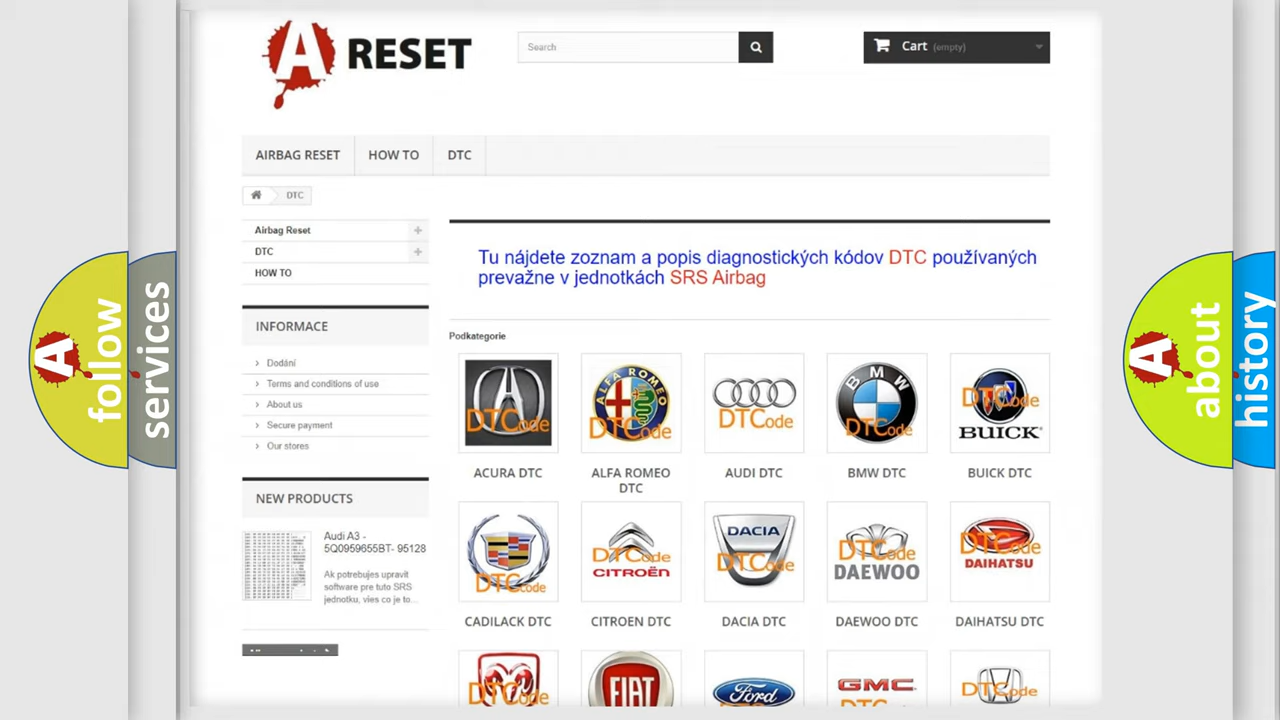 A RESET
Search
Cart (empty)
AIRBAG RESET
HOW TO
DTC
DTC
Airbag Reset
DTC
HOW TO
Tu nájdete zoznam a popis diagnostických kódov DTC používaných
prevažne v jednotkách SRS Airbag
INFORMACE
Dodání
Terms and conditions of use
About us
Secure payment
Our stores
NEW PRODUCTS
Audi A3 -
5Q0959655BT- 95128
Ak potrebujes upravit
software pre tuto SRS
jednotku, vies co je to...
Podkategorie
DTCode
ALFA ROMEO
DTCode
DTCode
BMW
DTCode
DTCode
BUICK
ACURA DTC
ALFA ROMEO
DTC
AUDI DTC
BMW DTC
BUICK DTC
DTCode
DTCode
CITROËN
DACIA
DTCode
DTCode
DAEWOO
DTCode
DAIHATSU
CADILACK DTC
CITROEN DTC
DACIA DTC
DAEWOO DTC
DAIHATSU DTC
DTCode
FIAT
Ford
GMC
DTCode
A follow
services
A about
history